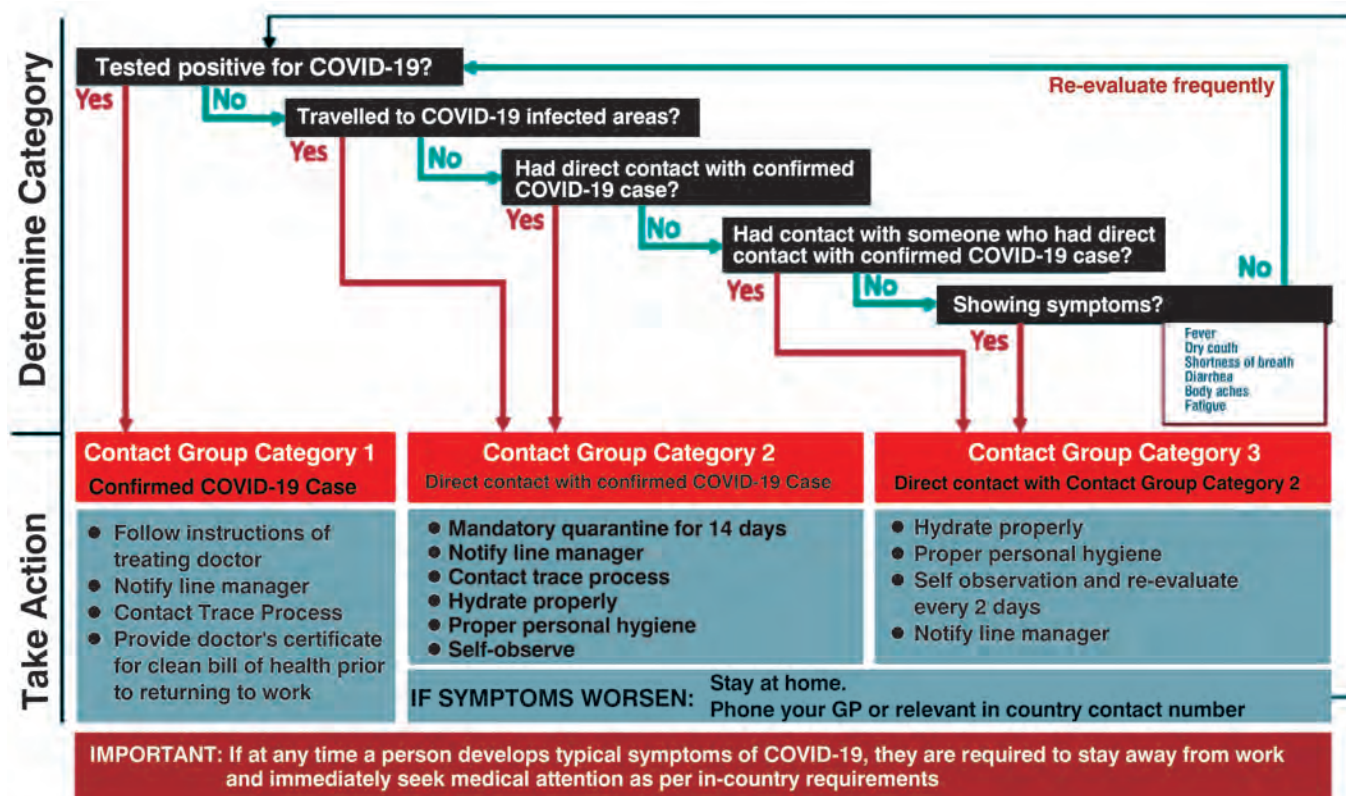 Determine Category
Tested positive for COVID-19?
Re-evaluate frequently
Yes
No
Travelled to COVID-19 infected areas?
Yes
No
Had direct contact with confirmed
COVID-19 case?
Yes
No
Had contact with someone who had direct
contact with confirmed COVID-19 case?
Yes
No
No
Showing symptoms?
Yes
Fever
Dry couth
Shortness of breath
Diarrhea
Body aches
Fatigue
Take Action
Contact Group Category 1
Confirmed COVID-19 Case
Follow instructions of
treating doctor
Notify line manager
Contact Trace Process
Provide doctor's certificate
for clean bill of health prior
to returning to work
Contact Group Category 2
Direct contact with confirmed COVID-19 Case
Mandatory quarantine for 14 days
Notify line manager
Contact trace process
Hydrate properly
Proper personal hygiene
Self-observe
Contact Group Category 3
Direct contact with Contact Group Category 2
Hydrate properly
Proper personal hygiene
Self observation and re-evaluate
every 2 days
Notify line manager
IF SYMPTOMS WORSEN: Stay at home.
Phone your GP or relevant in country contact number
IMPORTANT: If at any time a person develops typical symptoms of COVID-19, they are required to stay away from work
and immediately seek medical attention as per in-country requirements